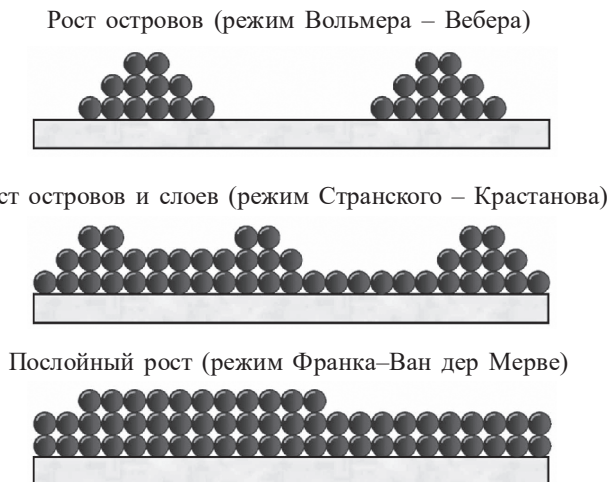 Рост островов (режим Вольмера – Вебера)
ст островов и слоев (режим Странского – Крастанова)
Послойный рост (режим Франка–Ван дер Мерве)